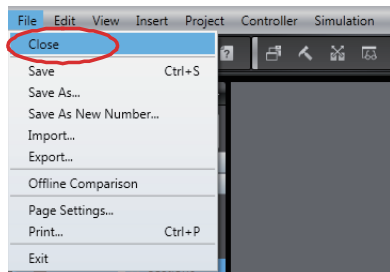 File Edit View Insert Project Controller Simulation
Close
Save Ctrl+S
Save As...
Save As New Number...
Import...
Export...
Offline Comparison
Page Settings...
Print... Ctrl+P
Exit